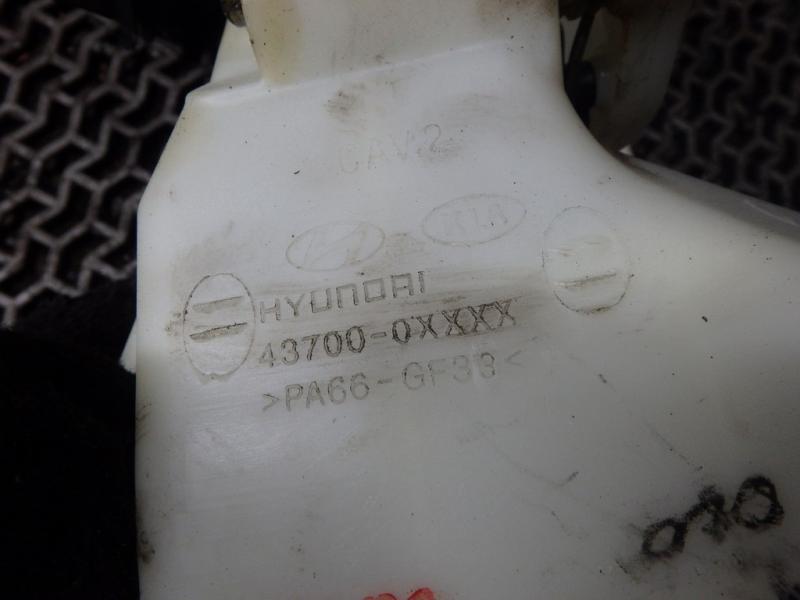 CAV2
KIA
HYUNDAI
43700-0XXXX
>PA66-GF33<